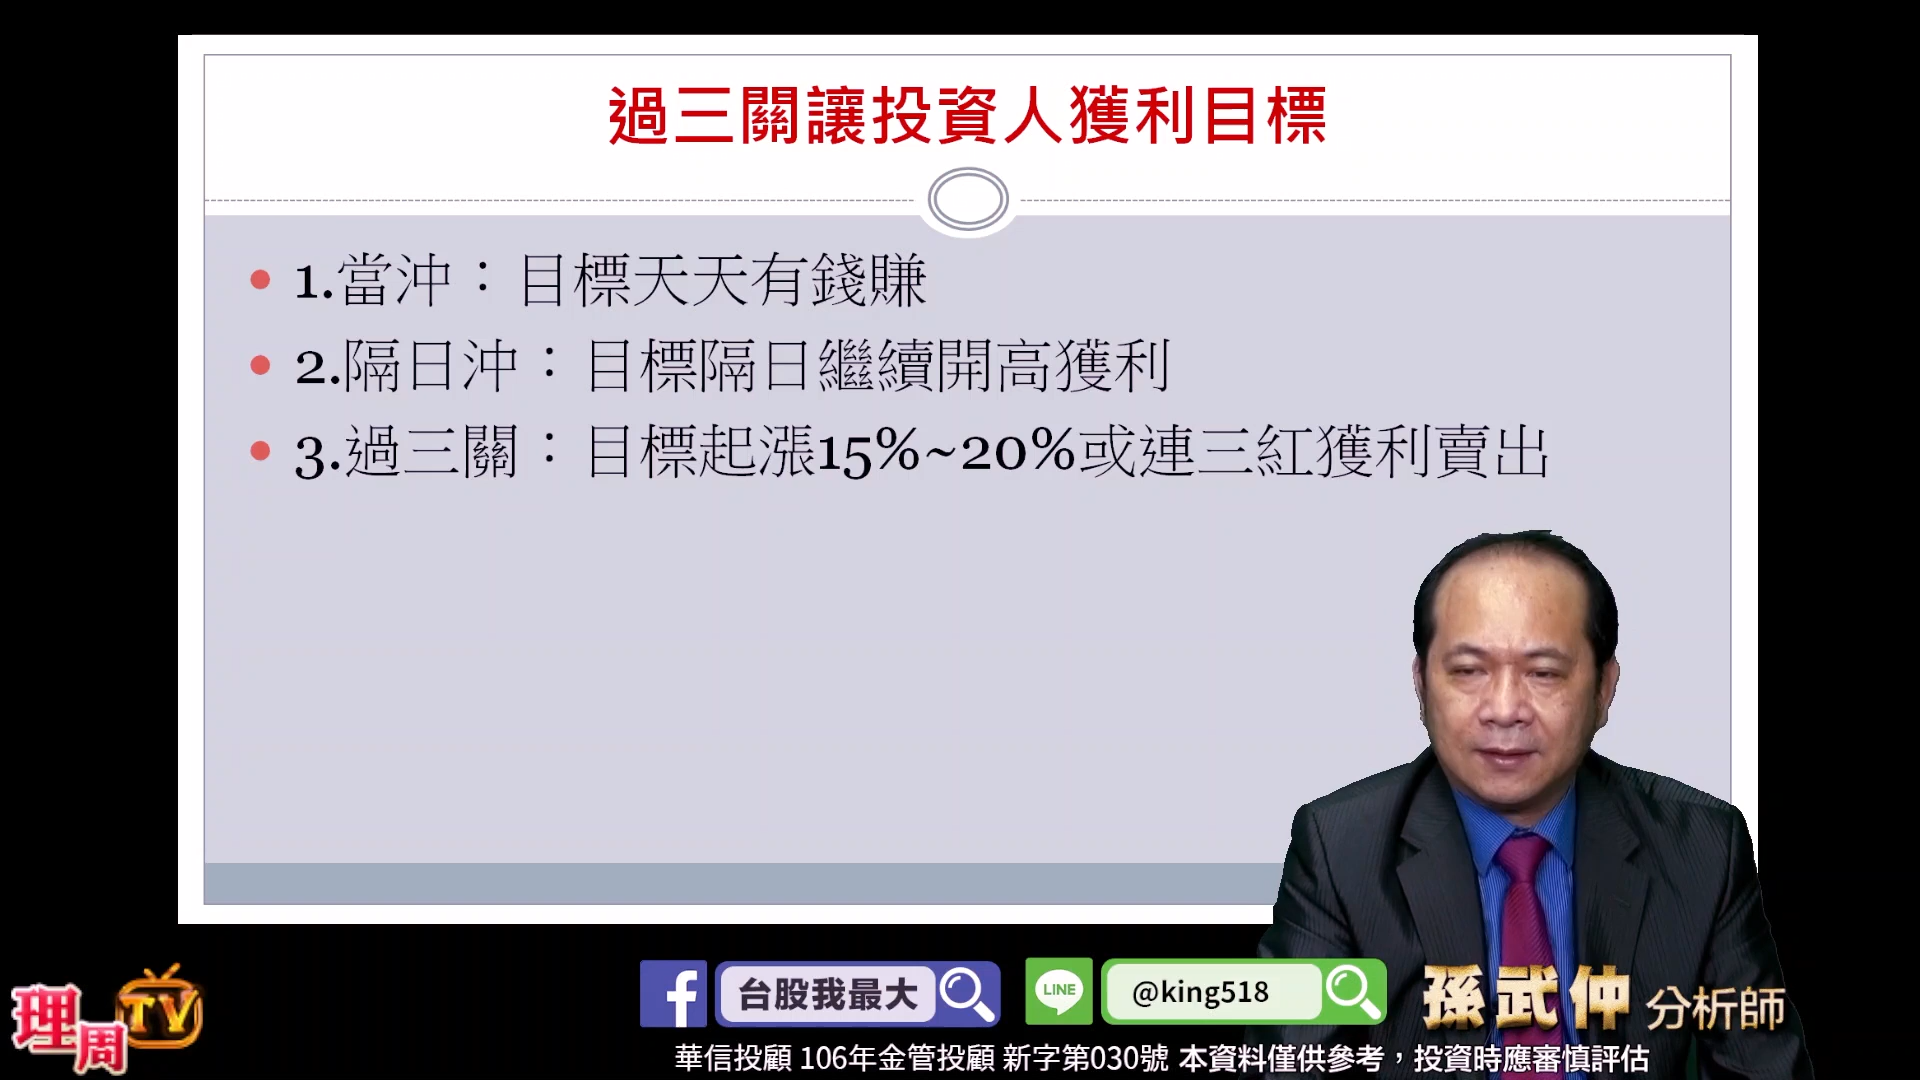 過三關讓投資人獲利目標
1.當沖：目標天天有錢賺
2.隔日沖：目標隔日繼續開高獲利
3.過三關：目標起漲15%~20%或連三紅獲利賣出
理周TV
台股我最大
LINE
@king518
孫武仲 分析師
華信投顧 106年金管投顧 新字第030號 本資料僅供參考，投資時應審慎評估